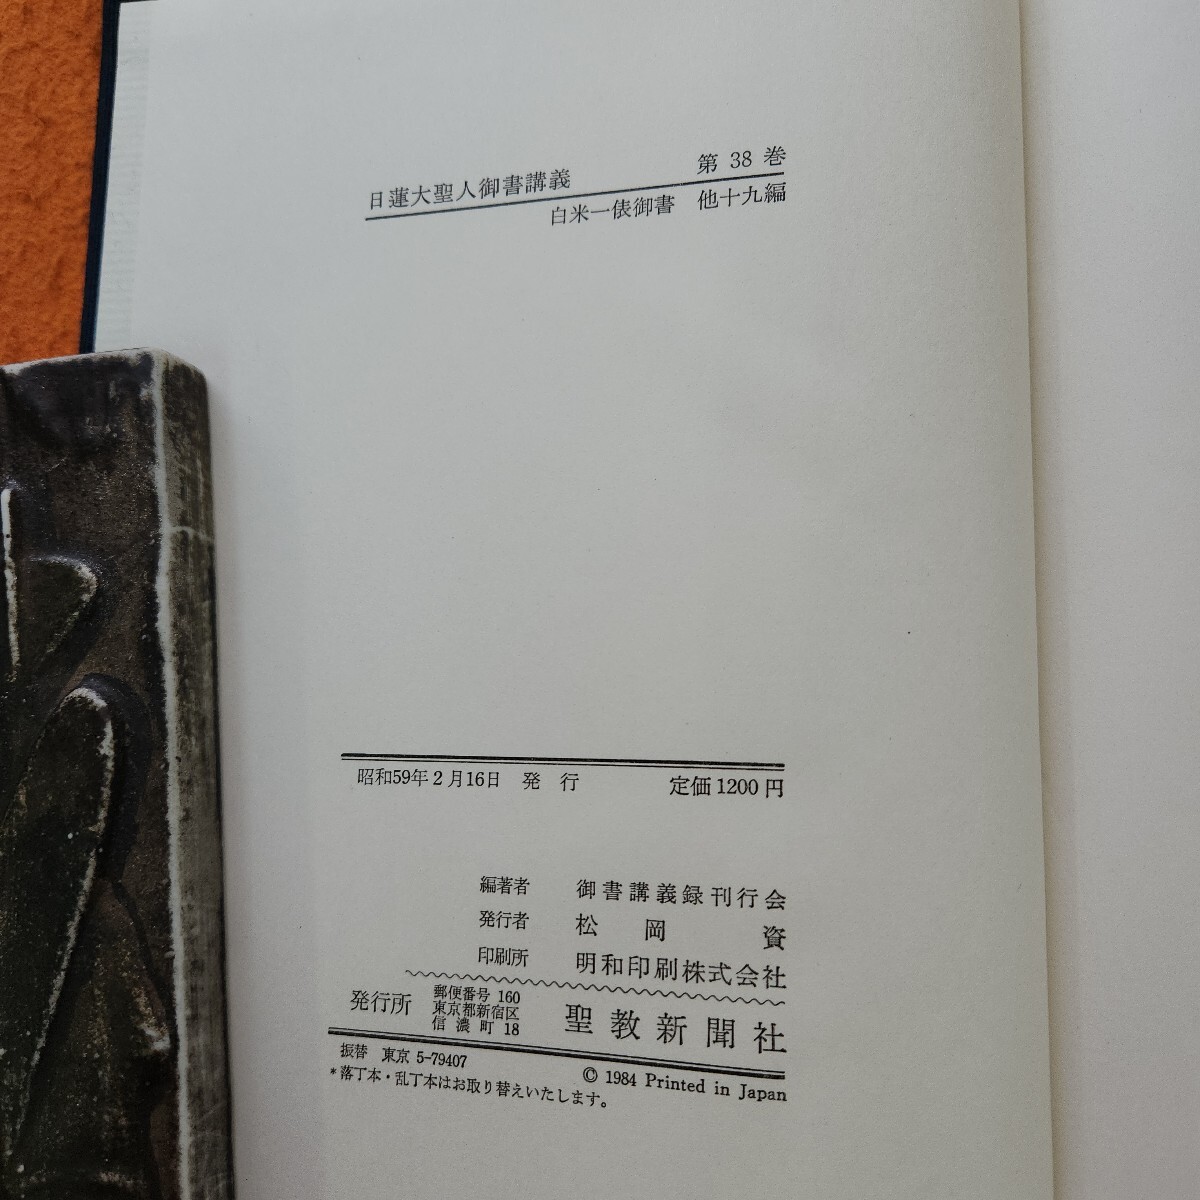 日蓮大聖人御書講義 第 38 巻
白米一俵御書 他十九編
昭和59年2月16日 発 行 定価1200円
編著者 御書講義録刊行会
発行者 松岡 資
印刷所 明和印刷株式会社
発行所 郵便番号 160
東京都新宿区
信濃町 18
聖教新聞社
振替 東京 5-79407
© 1984 Printed in Japan
*落丁本・乱丁本はお取り替えいたします。